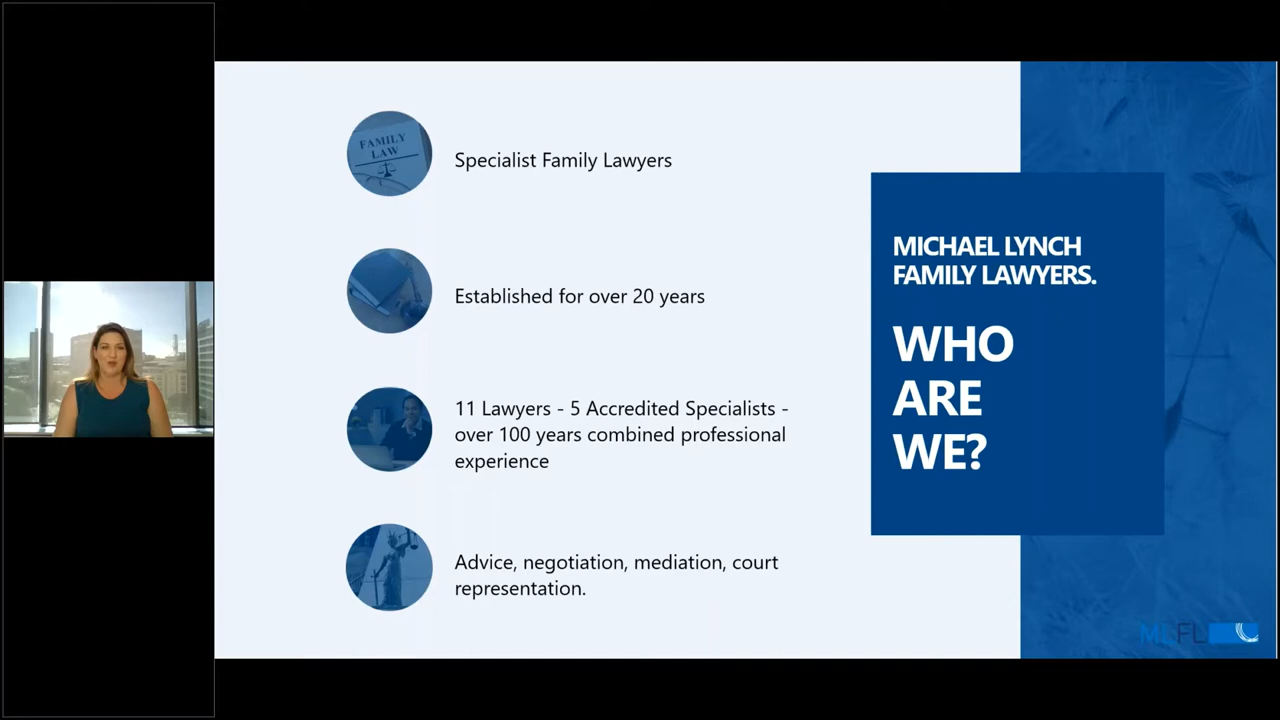 FAMILY
LAW
Specialist Family Lawyers
Established for over 20 years
11 Lawyers - 5 Accredited Specialists -
over 100 years combined professional
experience
Advice, negotiation, mediation, court
representation.
MICHAEL LYNCH
FAMILY LAWYERS.
WHO
ARE
WE?
MLFL